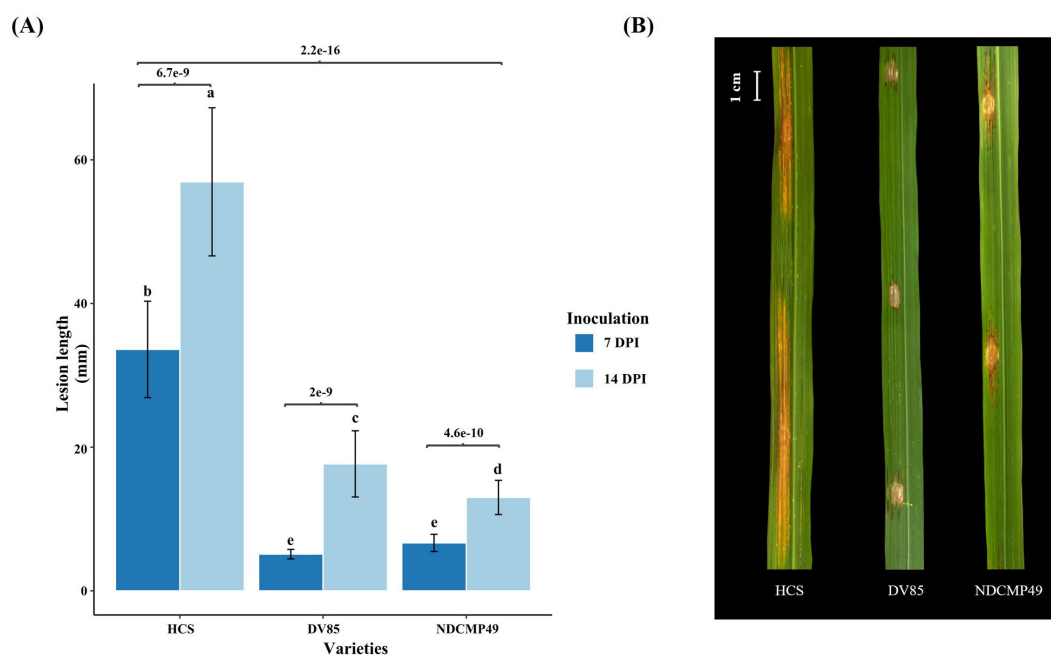 (A)
(B)
2.2e-16
6.7e-9
a
b
60
40
20
0
Lesion length
(mm)
2e-9
c
e
4.6e-10
d
e
HCS
DV85
NDCMP49
Varieties
Inoculation
7 DPI
14 DPI
1 cm
HCS
DV85
NDCMP49